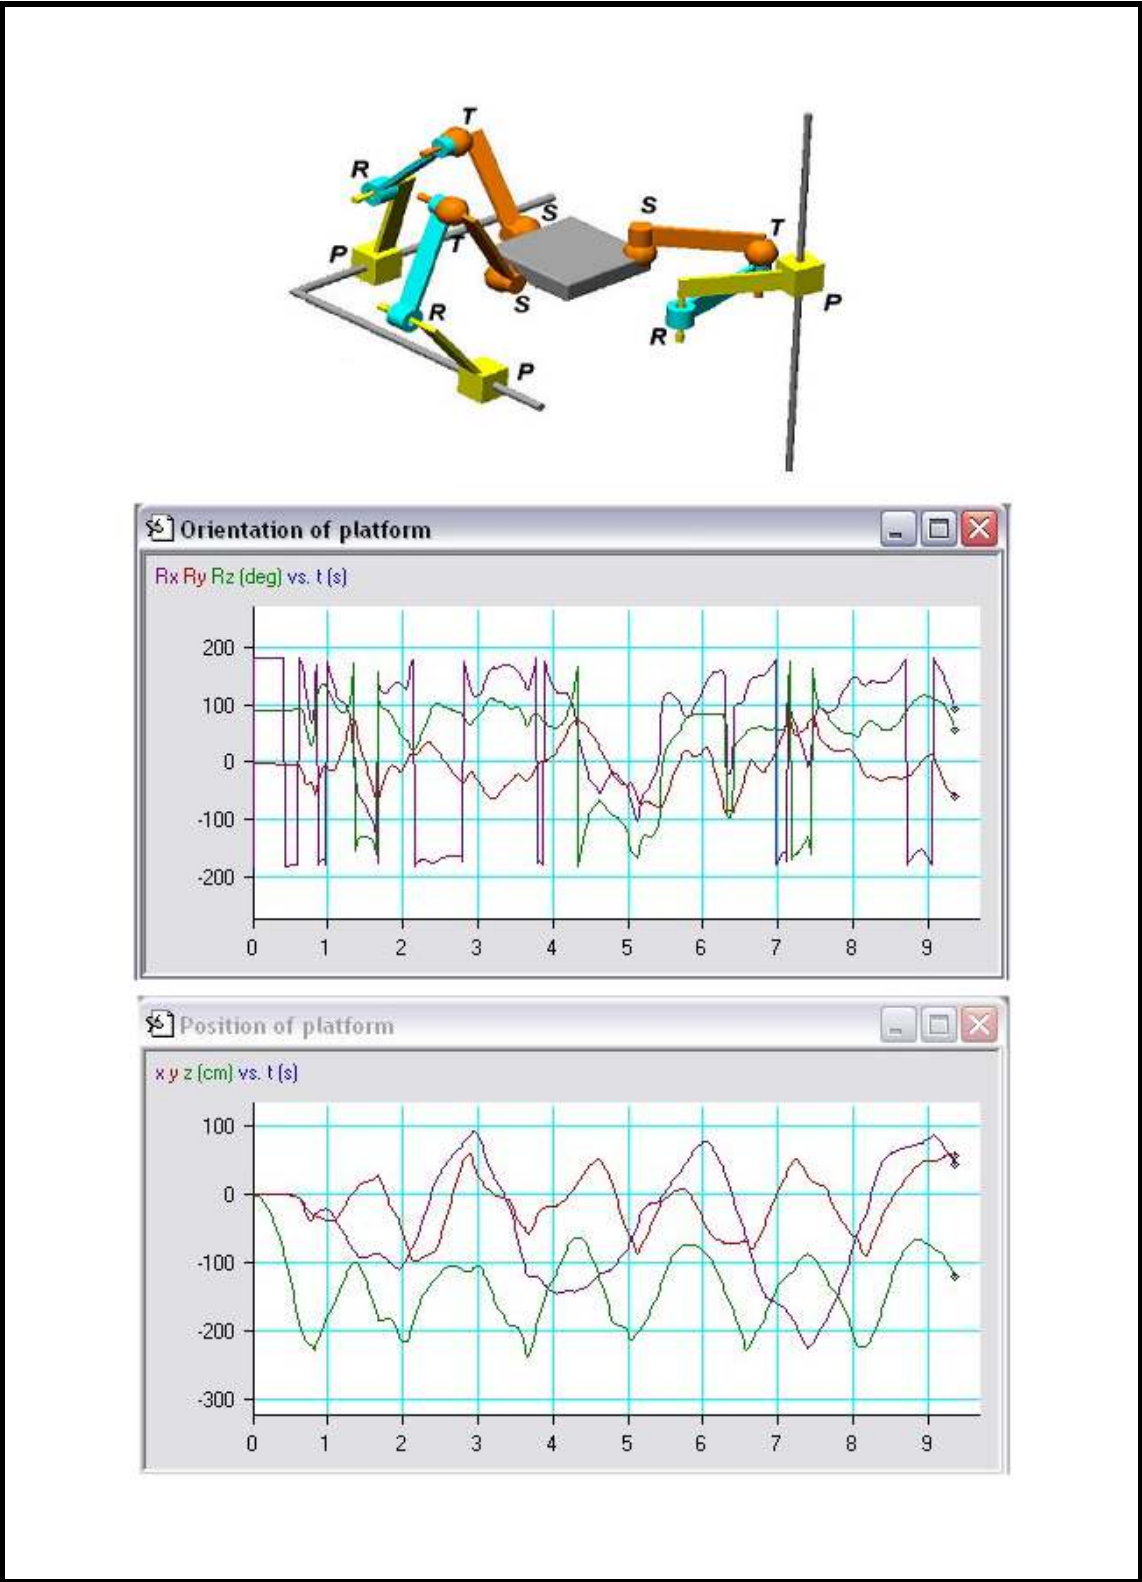 T
R
S
S
T
P
T
S
R
P
R
P
Orientation of platform
Rx Ry Rz (deg) vs. t (s)
200
100
0
-100
-200
0 1 2 3 4 5 6 7 8 9
Position of platform
x y z (cm) vs. t (s)
100
0
-100
-200
-300
0 1 2 3 4 5 6 7 8 9